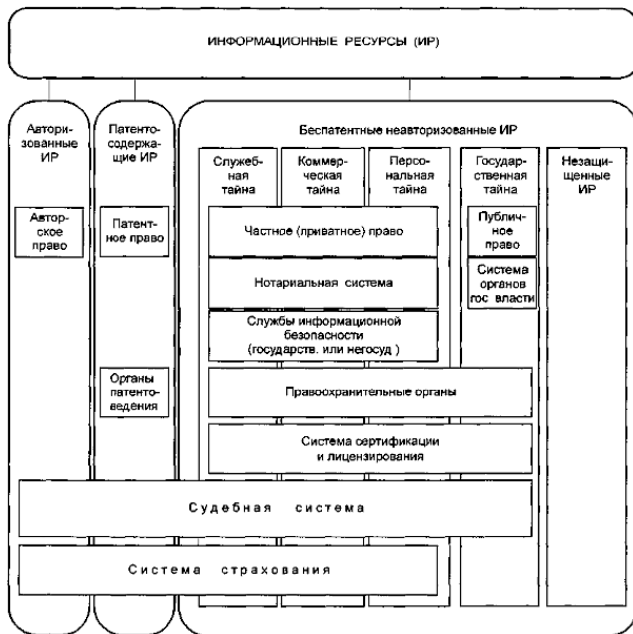 ИНФОРМАЦИОННЫЕ РЕСУРСЫ (ИР)
Автори-
зованные
ИР
Патенто-
содержа-
щие ИР
Беспатентные неавторизованные ИР
Служеб-
ная
тайна
Коммер-
ческая
тайна
Персо-
нальная
тайна
Государст-
венная
тайна
Незащи-
щенные
ИР
Автор-
ское
право
Патент-
ное право
Частное (приватное) право
Публич-
ное
право
Нотариальная система
Система
органов
гос власти
Службы информационной
безопасности
(государств. или негосуд )
Органы
патенто-
ведения
Правоохранительные органы
Система сертификации
и лицензирования
Судебная система
Система страхования